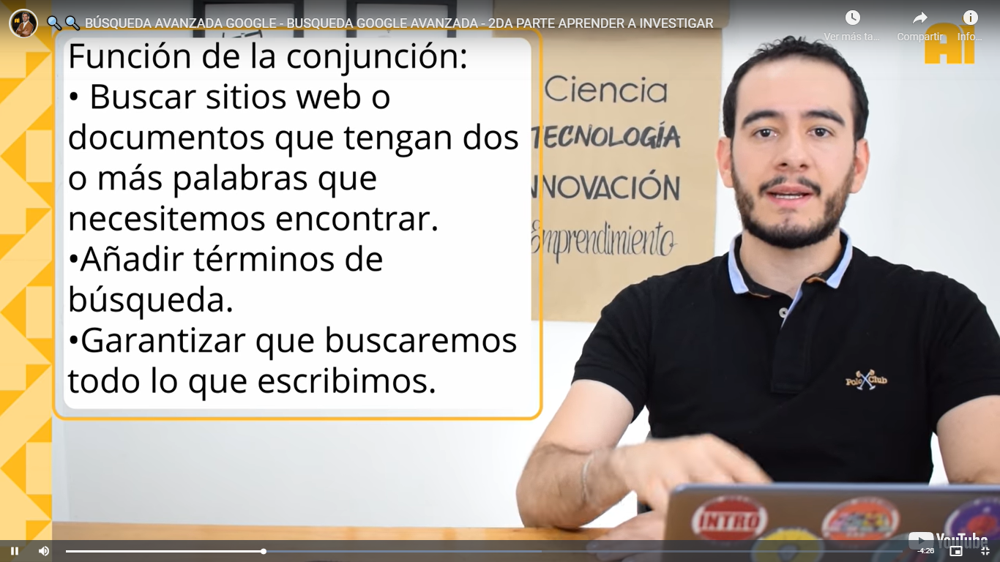 BÚSQUEDA AVANZADA GOOGLE - BUSQUEDA GOOGLE AVANZADA - 2DA PARTE APRENDER A INVESTIGAR
Ver más ta...
Compartir
Info...
Ai
Función de la conjunción:
• Buscar sitios web o
documentos que tengan dos
o más palabras que
necesitemos encontrar.
•Añadir términos de
búsqueda.
•Garantizar que buscaremos
todo lo que escribimos.
Ciencia
TECNOLOGÍA
INNOVACIÓN
Emprendimiento
Polo Club
INTRO
YouTube
-4:26